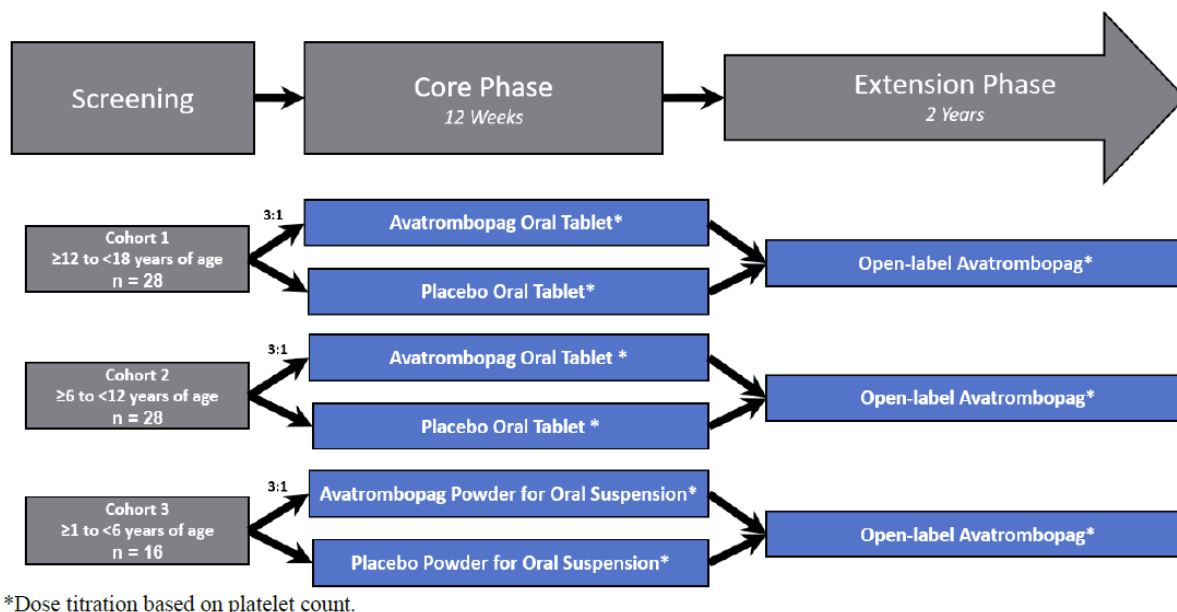 Screening
Core Phase
12 Weeks
Extension Phase
2 Years
Cohort 1
≥12 to <18 years of age
n = 28
3:1
Avatrombopag Oral Tablet*
Placebo Oral Tablet*
Open-label Avatrombopag*
Cohort 2
≥6 to <12 years of age
n = 28
3:1
Avatrombopag Oral Tablet *
Placebo Oral Tablet *
Open-label Avatrombopag*
Cohort 3
≥1 to <6 years of age
n = 16
3:1
Avatrombopag Powder for Oral Suspension*
Placebo Powder for Oral Suspension*
Open-label Avatrombopag*
*Dose titration based on platelet count.